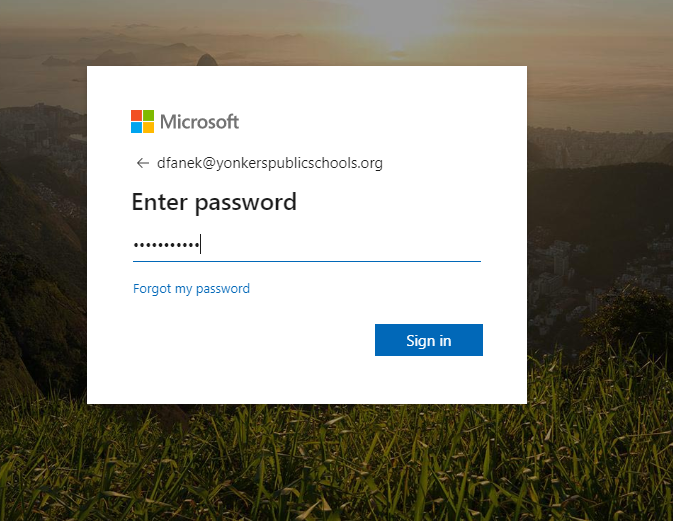 Microsoft
← dfanek@yonkerspublicschools.org
Enter password
•••••••••••
Forgot my password
Sign in